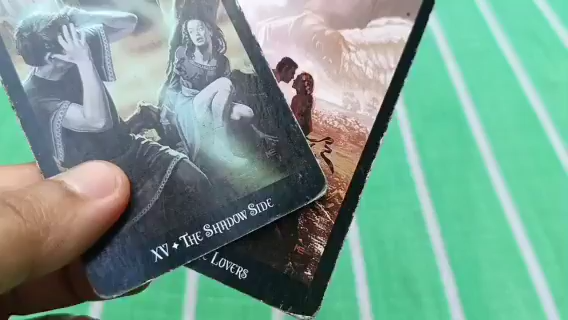 XV ✦ The Shadow Side
Lovers